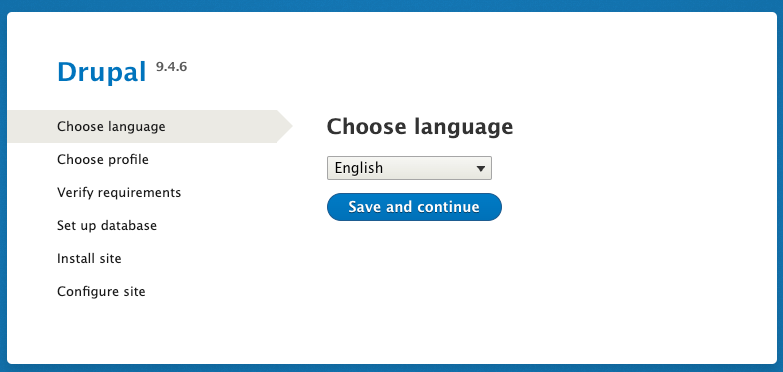 Drupal 9.4.6
Choose language
Choose profile
Verify requirements
Set up database
Install site
Configure site
Choose language
English
Save and continue